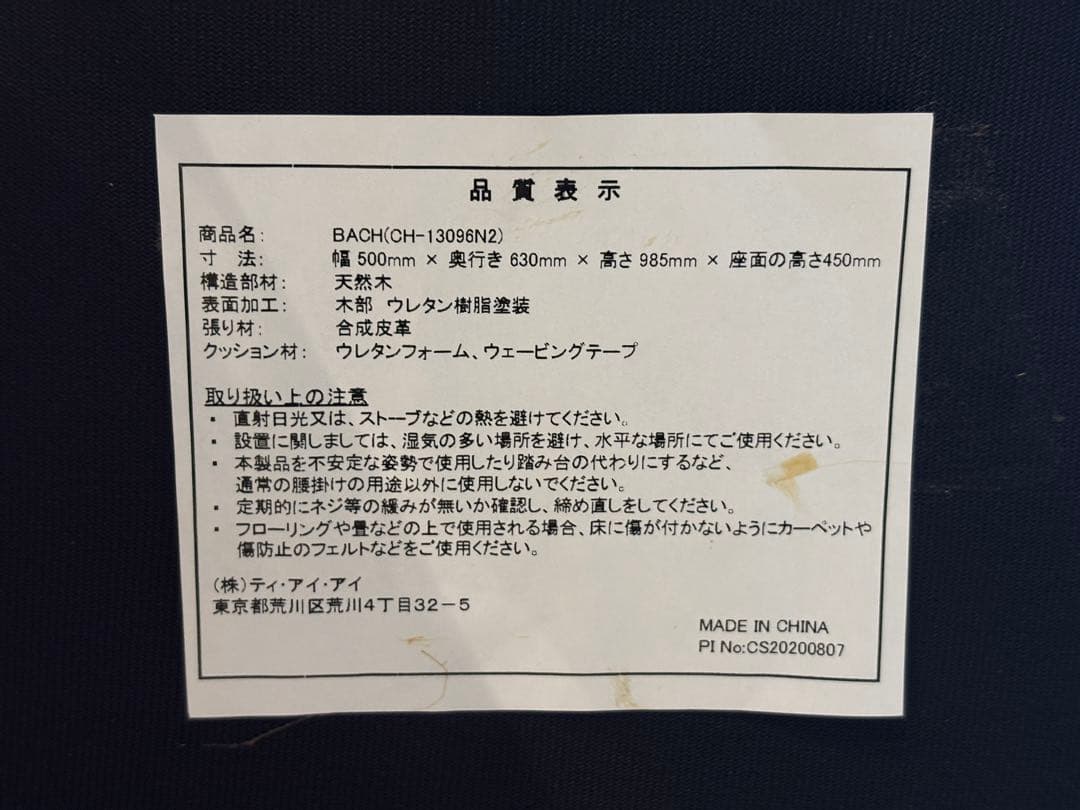 品質表示
商品名: BACH(CH-13096N2)
寸 法: 幅 500mm × 奥行き 630mm × 高さ 985mm × 座面の高さ450mm
構造部材: 天然木
表面加工: 木部 ウレタン樹脂塗装
張り材: 合成皮革
クッション材: ウレタンフォーム、ウェービングテープ
取り扱い上の注意
・ 直射日光又は、ストーブなどの熱を避けてください。
・ 設置に関しましては、湿気の多い場所を避け、水平な場所にてご使用ください。
・ 本製品を不安定な姿勢で使用したり踏み台の代わりにするなど、
通常の腰掛けの用途以外に使用しないでください。
・ 定期的にネジ等の緩みが無いか確認し、締め直しをしてください。
・ フローリングや畳などの上で使用される場合、床に傷が付かないようにカーペットや
傷防止のフェルトなどをご使用ください。
(株)ティ・アイ・アイ
東京都荒川区荒川4丁目32-5
MADE IN CHINA
PI No:CS20200807